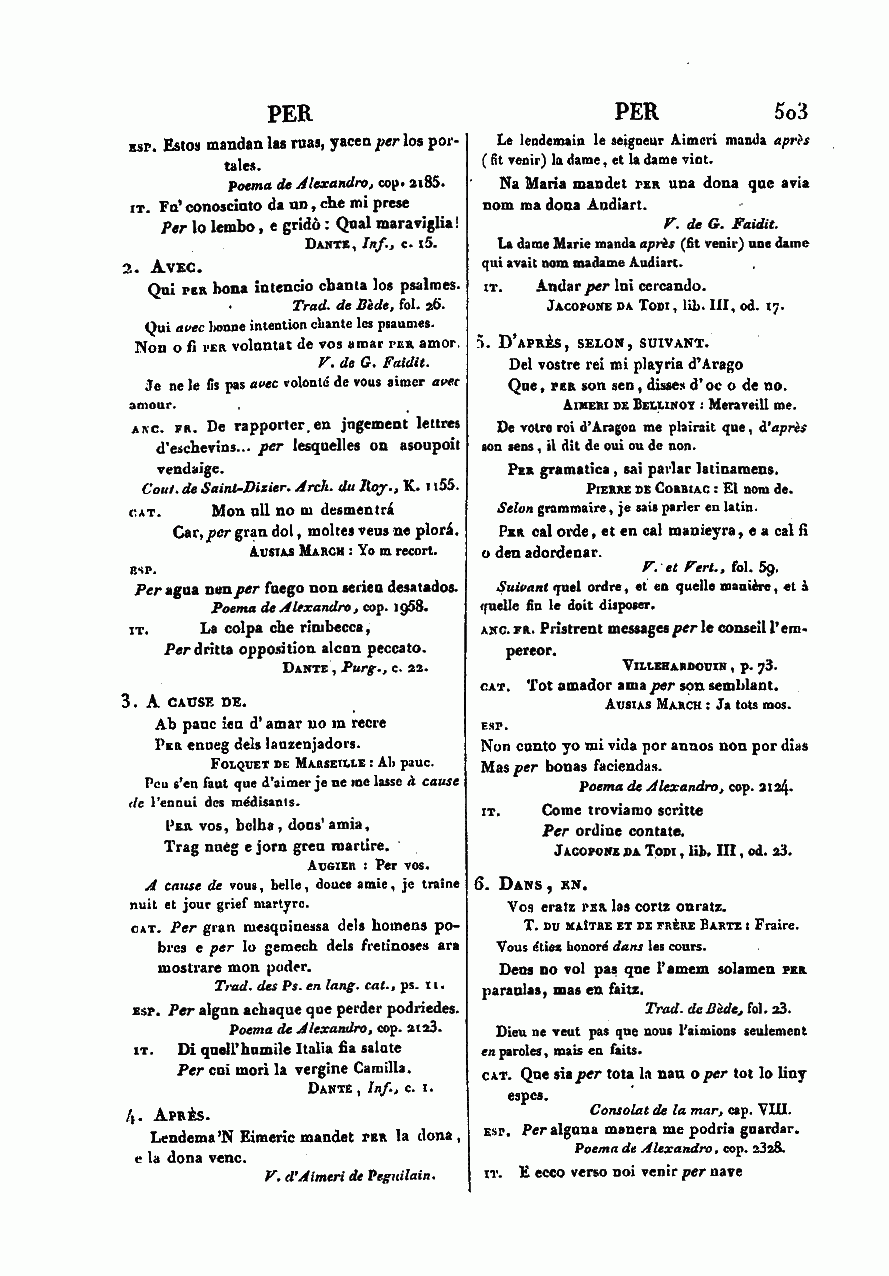 PER
PER 503
ESP. Estos mandan las ruas, yacen per los por-
tales.
Poema de Alexandro, cop. 2185.
IT. Fu' conosciuto da un, che mi prese
Per lo lembo, e gridò : Qual maraviglia!
DANTE, Inf., c. 15.
2. AVEC.
Qui PER bona intencio chanta los psalmes.
Trad. de Bède, fol. 26.
Qui avec bonne intention chante les psaumes.
Non o fi PER voluntat de vos amar PER amor.
V. de G. Faidit.
Je ne le fis pas avec volonté de vous aimer avec
amour.
ANC. FR. De rapporter en jugement lettres
d'eschevins... per lesquelles on asoupoit
vendaige.
Cout. de Saint-Dizier. Arch. du Roy., K. 1155.
CAT. Mon ull no m desmentrá
Car, per gran dol, moltes veus ne plorá.
AUSIAS MARCH : Yo m recort.
ESP.
Per agua nen per fuego non serien desatados.
Poema de Alexandro, cop. 1958.
IT. La colpa che rimbecca,
Per dritta opposition alcun peccato.
DANTE, Purg., c. 22.
3. A CAUSE DE.
Ab pauc ieu d'amar no m recre
PER enueg dels lauzenjadors.
FOLQUET DE MARSEILLE : Ab pauc.
Peu s'en faut que d'aimer je ne me lasse à cause
de l'ennui des médisants.
PER vos, belha, dous' amia,
Trag nueg e jorn greu martire.
AUGIER : Per vos.
A cause de vous, belle, douce amie, je traîne
nuit et jour grief martyre.
CAT. Per gran mesquinessa dels homens po-
bres e per lo gemech dels fretinoses ara
mostrare mon poder.
Trad. des Ps. en lang. cat., ps. 11.
ESP. Per algun achaque que perder podriedes.
Poema de Alexandro, cop. 2123.
IT. Di quell' humile Italia fia salute
Per cui morì la vergine Camilla.
DANTE, Inf., c. 1.
4. APRÈS.
Lendema 'N Eimeric mandet PER la dona,
e la dona venc.
V. d'Aimeri de Peguilain.
Le lendemain le seigneur Aimeri manda après
(fit venir) la dame, et la dame vint.
Na Maria mandet PER una dona que avia
nom ma dona Audiart.
V. de G. Faidit.
La dame Marie manda après (fit venir) une dame
qui avait nom madame Audiart.
IT. Andar per lui cercando.
JACOPONE DA TODI, lib. III, od. 17.
5. D'APRÈS, SELON, SUIVANT.
Del vostre rei mi playria d'Arago
Que, PER son sen, disses d'oc o de no.
AIMERI DE BELLINOY : Meraveill me.
De votre roi d'Aragon me plairait que, d'après
son sens, il dit de oui ou de non.
PER gramatica, sai parlar latinamens.
PIERRE DE CORBIAC : El nom de.
Selon grammaire, je sais parler en latin.
PER cal orde, et en cal manieyra, e a cal fi
o den adordenar.
V. et Vert., fol. 59.
Suivant quel ordre, et en quelle manière, et à
quelle fin le doit disposer.
ANC. FR. Pristrent messages per le conseil l'em-
pereor.
VILLEHARDOUIN, p. 73.
CAT. Tot amador ama per son semblant.
AUSIAS MARCH : Ja tots mos.
ESP.
Non cunto yo mi vida por annos non por dias
Mas per bonas faciendas.
Poema de Alexandro, cop. 2124.
IT. Come troviamo scritte
Per ordine contate.
JACOPONE DA TODI, lib. III, od. 23.
6. DANS, EN.
Vos eratz PER las cortz onratz.
T. DU MAÎTRE ET DE FRÈRE BARTE : Fraire.
Vous étiez honoré dans les cours.
Deus no vol pas que l'amem solamen PER
paraulas, mas en faitz.
Trad. de Bède, fol. 23.
Dieu ne veut pas que nous l'aimions seulement
en paroles, mais en faits.
CAT. Que sia per tota la nau o per tot lo liny
espes.
Consolat de la mar, cap. VIII.
ESP. Per alguna manera me podria guardar.
Poema de Alexandro, cop. 2328.
IT. E ecco verso noi venir per nave